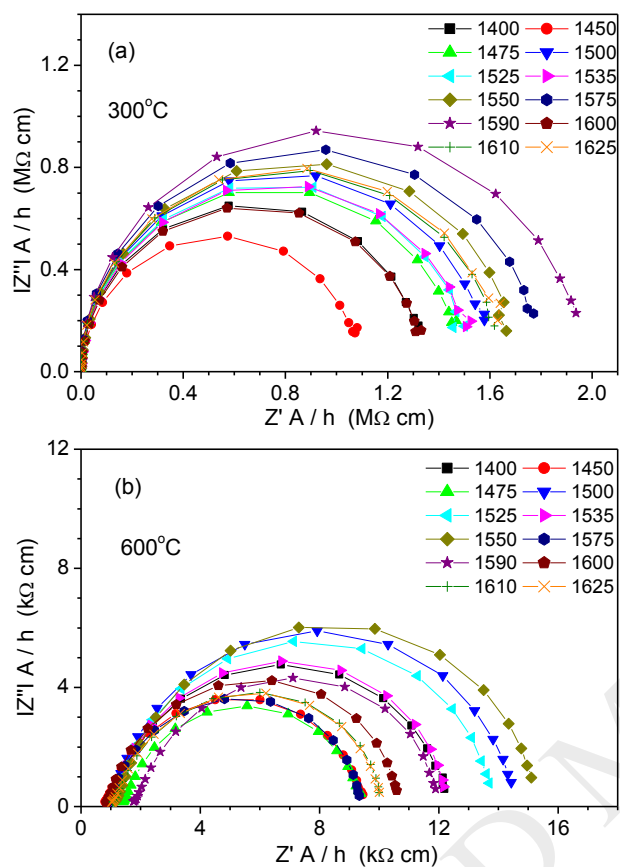 (a)
300°C
1400 1450
1475 1500
1525 1535
1550 1575
1590 1600
1610 1625
1.2
0.8
0.4
0.0
|Z"|A / h (MΩ cm)
0.0 0.4 0.8 1.2 1.6 2.0
Z' A / h (MΩ cm)
(b)
600°C
1400 1450
1475 1500
1525 1535
1550 1575
1590 1600
1610 1625
12
8
4
0
|Z"|A / h (kΩ cm)
0 4 8 12 16
Z' A / h (kΩ cm)
D M